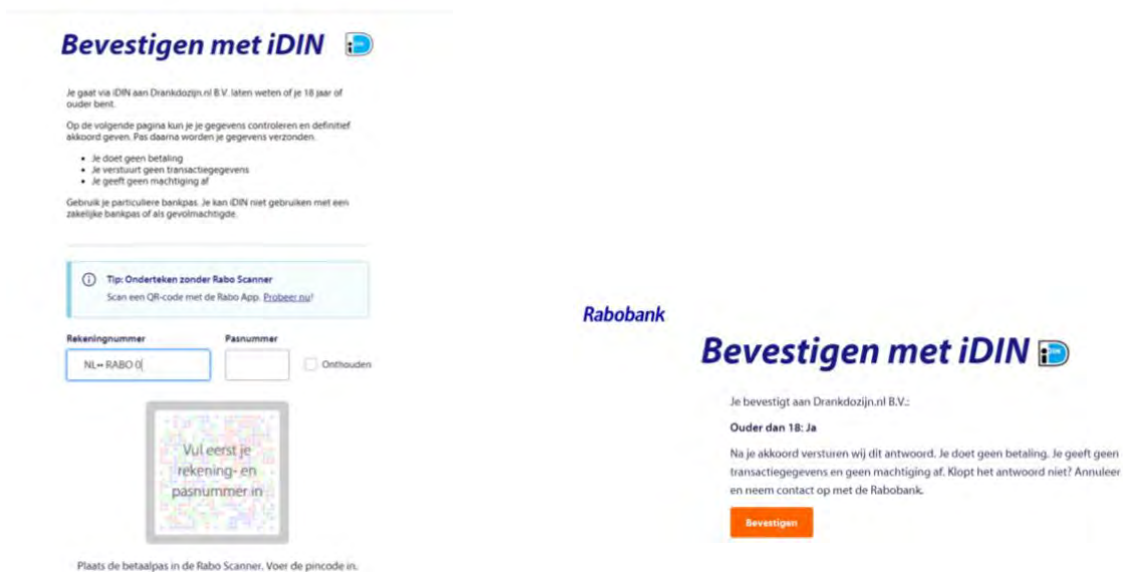 Bevestigen met iDIN
Je gaat via iDIN aan Drankdozijn.nl B.V. laten weten of je 18 jaar of
ouder bent.
Op de volgende pagina kun je je gegevens controleren en definitief
akkoord geven. Pas daarna worden je gegevens verzonden.
• Je doet geen betaling
• Je verstuurt geen transactiegegevens
• Je geeft geen machtiging af
Gebruik je particuliere bankpas. Je kan iDIN niet gebruiken met een
zakelijke bankpas of als gevolmachtigde.
Tip: Onderteken zonder Rabo Scanner
Scan een QR-code met de Rabo App. Probeer nu!
Rekeningnummer Pasnummer
NL•• RABO 0 Onthouden
Vul eerst je
rekening- en
pasnummer in
Plaats de betaalpas in de Rabo Scanner. Voer de pincode in.
Rabobank
Bevestigen met iDIN
Je bevestigt aan Drankdozijn.nl B.V.:
Ouder dan 18: Ja
Na je akkoord versturen wij dit antwoord. Je doet geen betaling. Je geeft geen
transactiegegevens en geen machtiging af. Klopt het antwoord niet? Annuleer
en neem contact op met de Rabobank.
Bevestigen